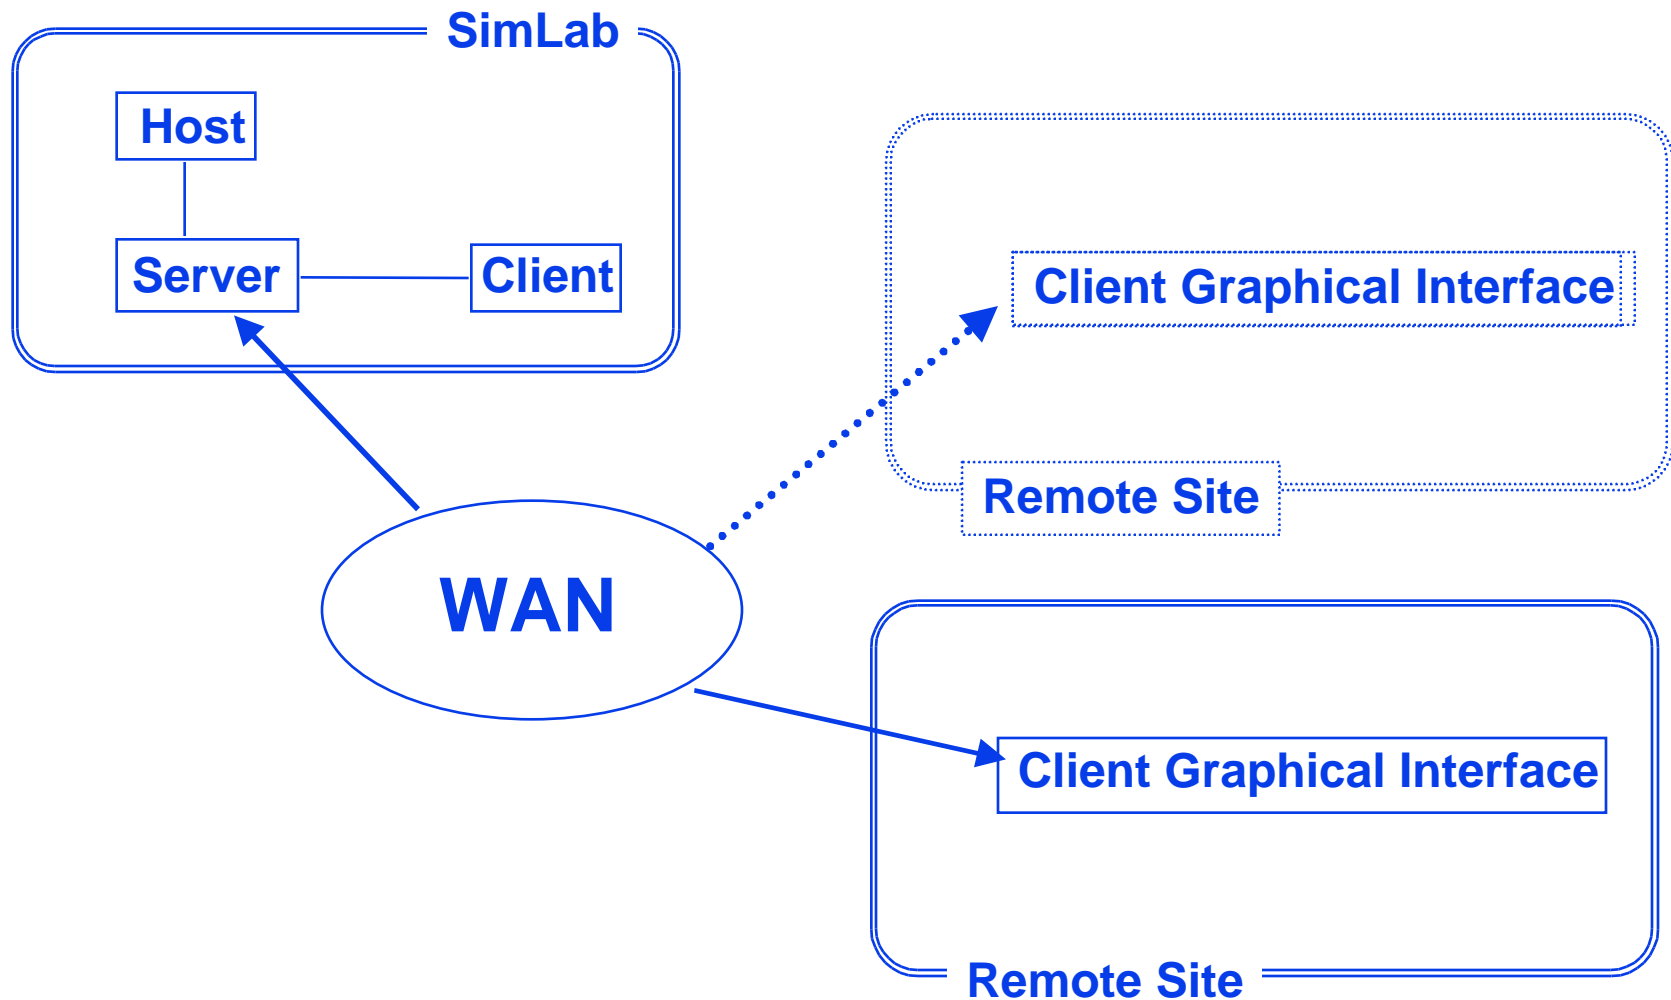 SimLab
Host
Server
Client
Client Graphical Interface
Remote Site
WAN
Client Graphical Interface
Remote Site